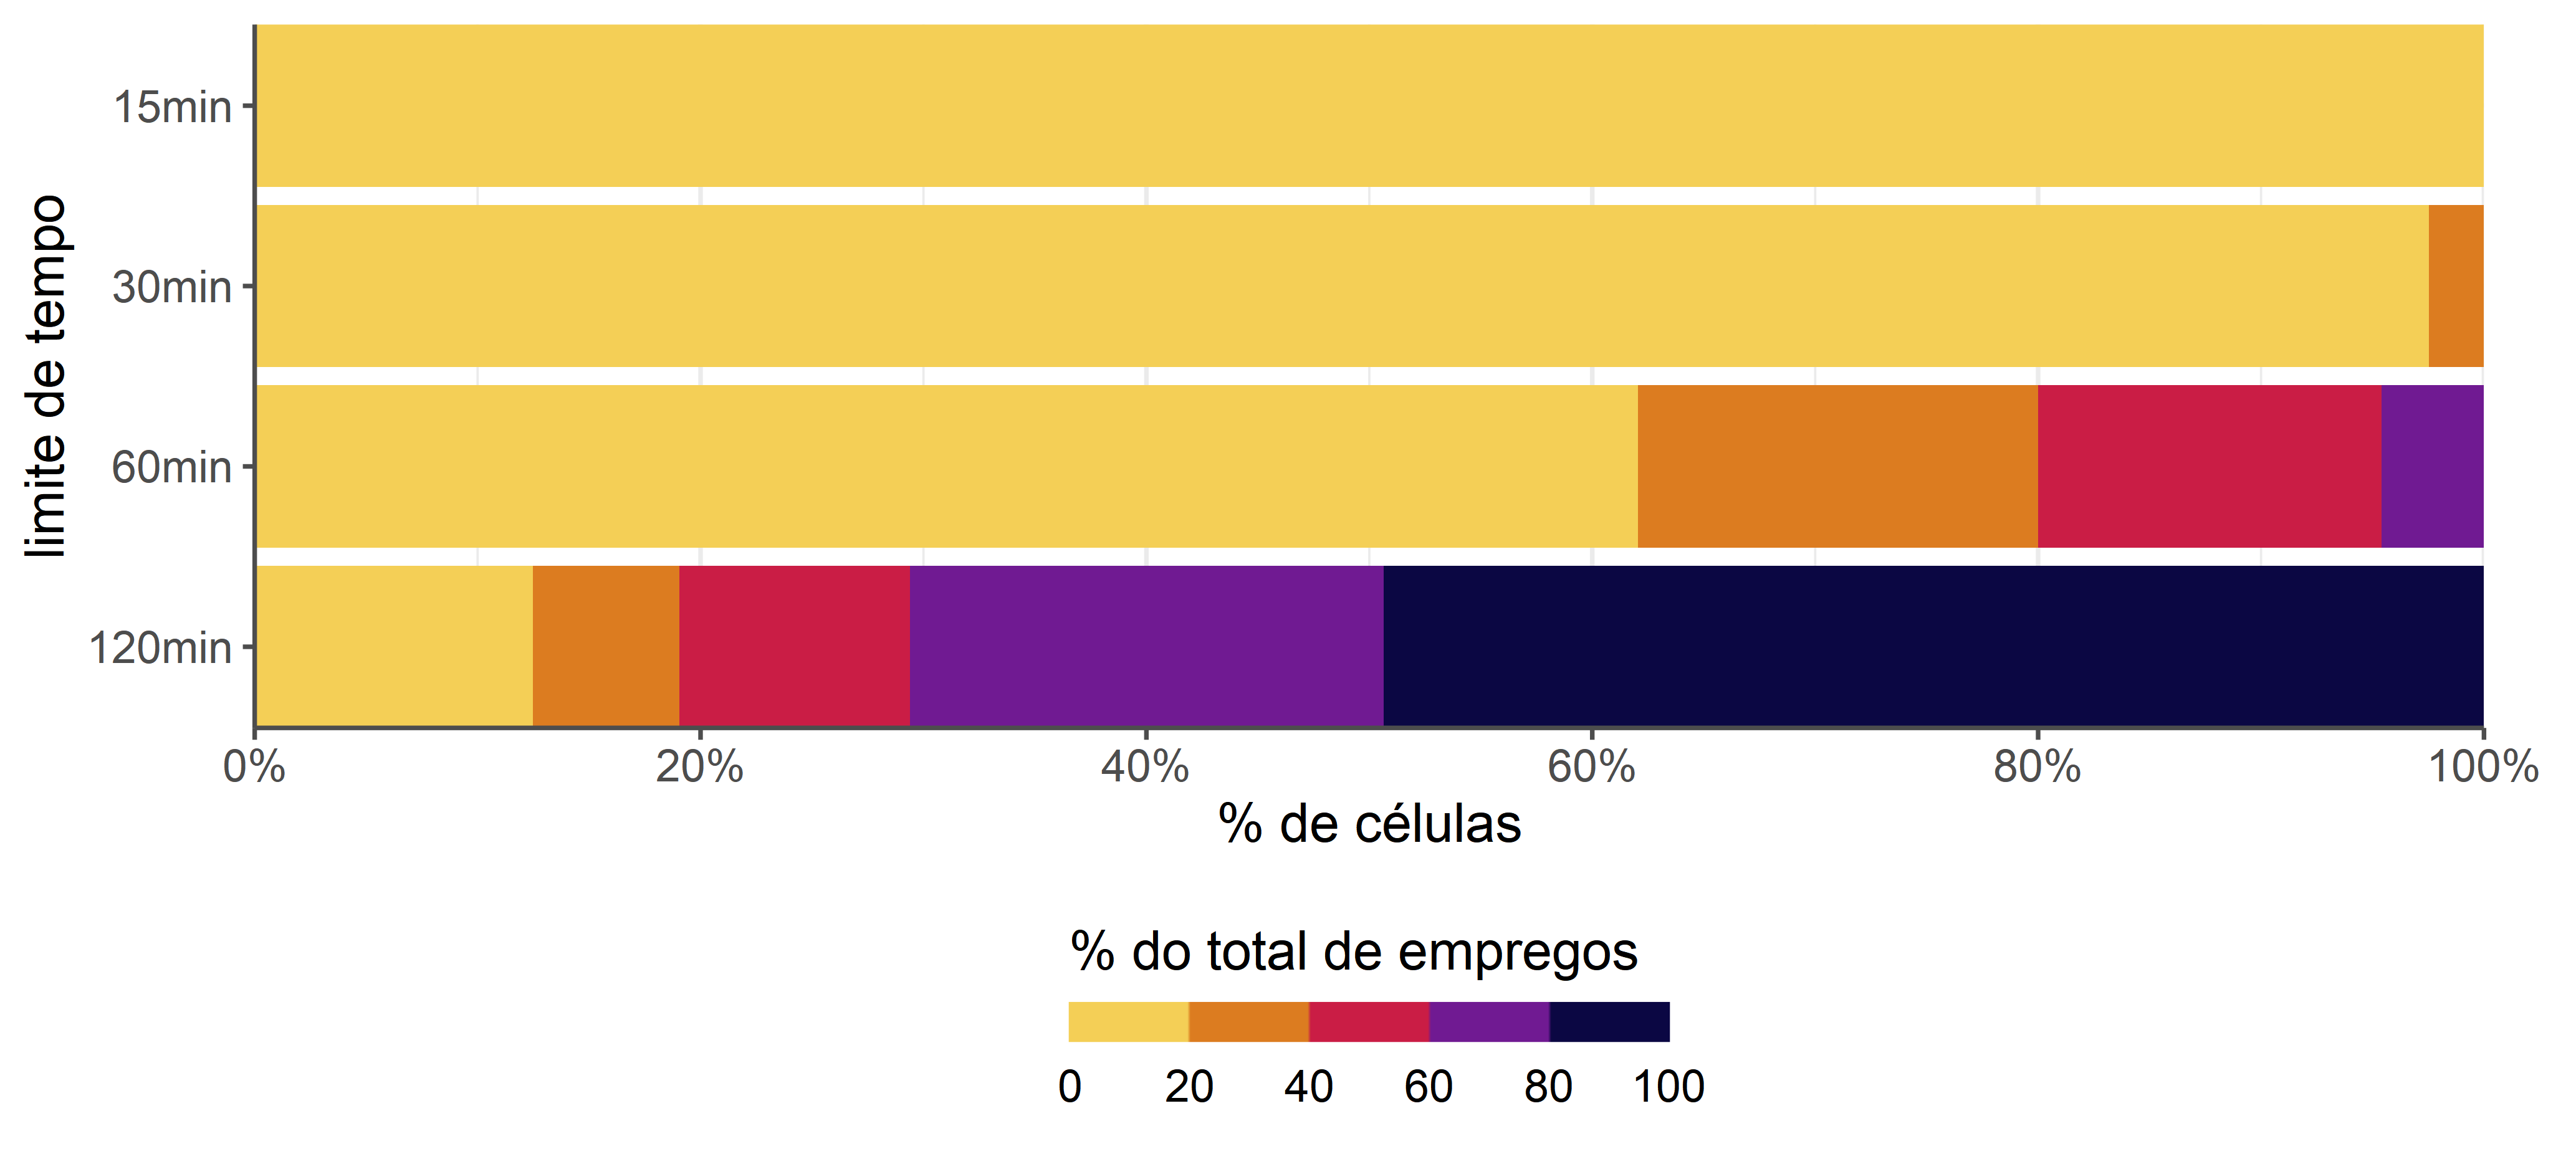 limite de tempo
15min
30min
60min
120min
0% 20% 40% 60% 80% 100%
% de células
% do total de empregos
0 20 40 60 80 100